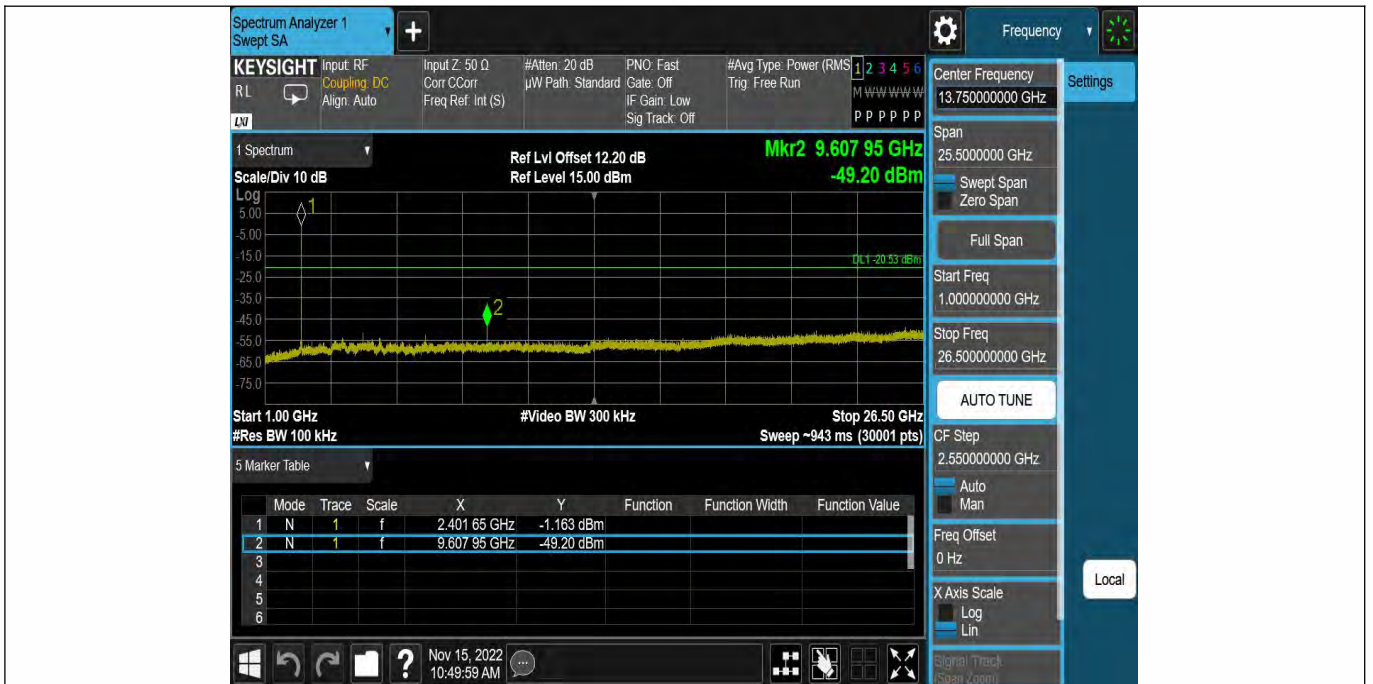 Spectrum Analyzer 1
Swept SA
+
Frequency
KEYSIGHT
RL
LXI
Input: RF
Coupling: DC
Align: Auto
Input Z: 50 Ω
Corr CCorr
Freq Ref: Int (S)
#Atten: 20 dB
µW Path: Standard
PNO: Fast
Gate: Off
IF Gain: Low
Sig Track: Off
#Avg Type: Power (RMS
Trig: Free Run
1 2 3 4 5 6
M W W W W W
P P P P P P
1 Spectrum
Scale/Div 10 dB
Ref Lvl Offset 12.20 dB
Ref Level 15.00 dBm
Mkr2 9.607 95 GHz
-49.20 dBm
Log
5.00
-5.00
-15.0
-25.0
-35.0
-45.0
-55.0
-65.0
-75.0
1
2
DL1 -20.53 dBm
Start 1.00 GHz
#Res BW 100 kHz
#Video BW 300 kHz
Stop 26.50 GHz
Sweep ~943 ms (30001 pts)
5 Marker Table
Mode Trace Scale X Y Function Function Width Function Value
1 N 1 f 2.401 65 GHz -1.163 dBm
2 N 1 f 9.607 95 GHz -49.20 dBm
3
4
5
6
?
Nov 15, 2022
10:49:59 AM
Center Frequency
13.750000000 GHz
Settings
Span
25.5000000 GHz
Swept Span
Zero Span
Full Span
Start Freq
1.000000000 GHz
Stop Freq
26.500000000 GHz
AUTO TUNE
CF Step
2.550000000 GHz
Auto
Man
Freq Offset
0 Hz
X Axis Scale
Log
Lin
Local
Signal Track
(Span Zoom)